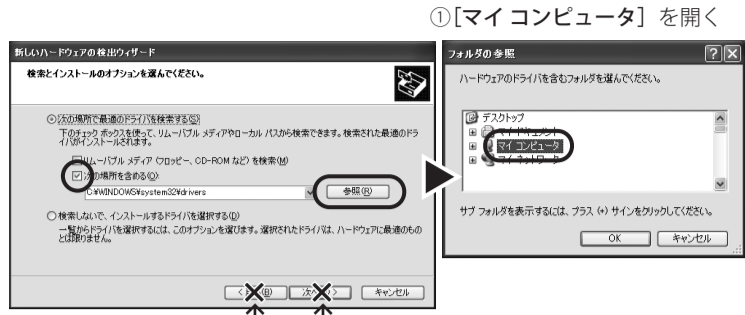 ①[マイ コンピュータ] を開く
新しいハードウェアの検出ウィザード
検索とインストールのオプションを選んでください。
次の場所で最適のドライバを検索する(S)
下のチェック ボックスを使って、リムーバブル メディアやローカル パスから検索できます。検索された最適のドラ
イバがインストールされます。
リムーバブル メディア (フロッピー、CD-ROM など) を検索(M)
次の場所を含める(O):
C:¥WINDOWS¥system32¥drivers
参照(R)
検索しないで、インストールするドライバを選択する(D)
一覧からドライバを選択するには、このオプションを選びます。選択されたドライバは、ハードウェアに最適のもの
とは限りません。
キャンセル
フォルダの参照
ハードウェアのドライバを含むフォルダを選んでください。
デスクトップ
マイ ドキュメント
マイ コンピュータ
マイ ネットワーク
サブ フォルダを表示するには、プラス (+) サインをクリックしてください。
OK
キャンセル